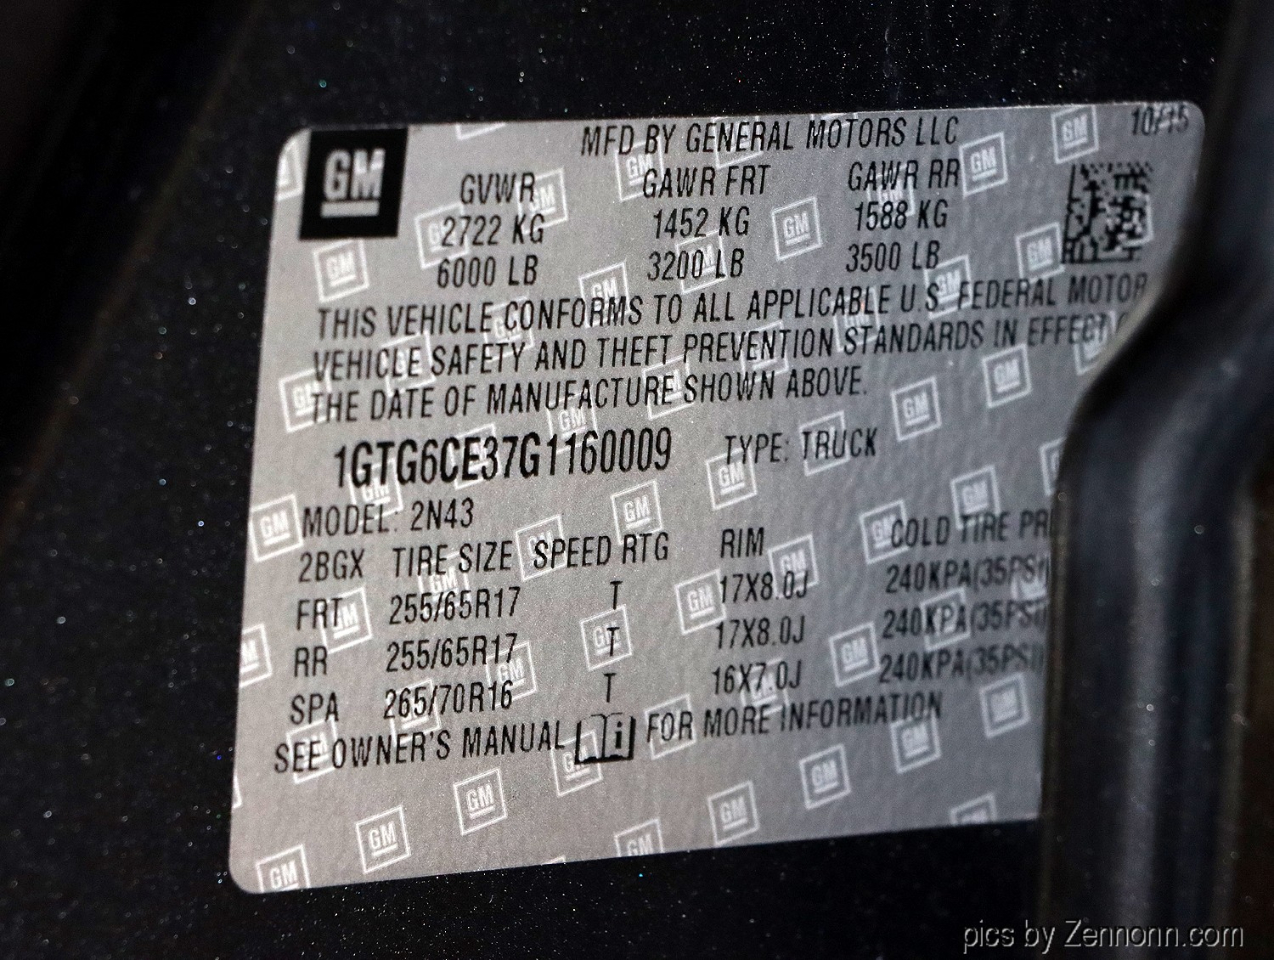 GM
MFD BY GENERAL MOTORS LLC 10/15
GVWR GAWR FRT GAWR RR
2722 KG 1452 KG 1588 KG
6000 LB 3200 LB 3500 LB
THIS VEHICLE CONFORMS TO ALL APPLICABLE U.S. FEDERAL MOTOR
VEHICLE SAFETY AND THEFT PREVENTION STANDARDS IN EFFECT
THE DATE OF MANUFACTURE SHOWN ABOVE.
1GTG6CE37G1160009 TYPE: TRUCK
MODEL: 2N43
2BGX TIRE SIZE SPEED RTG RIM COLD TIRE PR
FRT 255/65R17 T 17X8.0J 240KPA(35PSI)
RR 255/65R17 T 17X8.0J 240KPA(35PSI)
SPA 265/70R16 T 16X7.0J 240KPA(35PSI)
SEE OWNER'S MANUAL i FOR MORE INFORMATION
pics by Zennonn.com